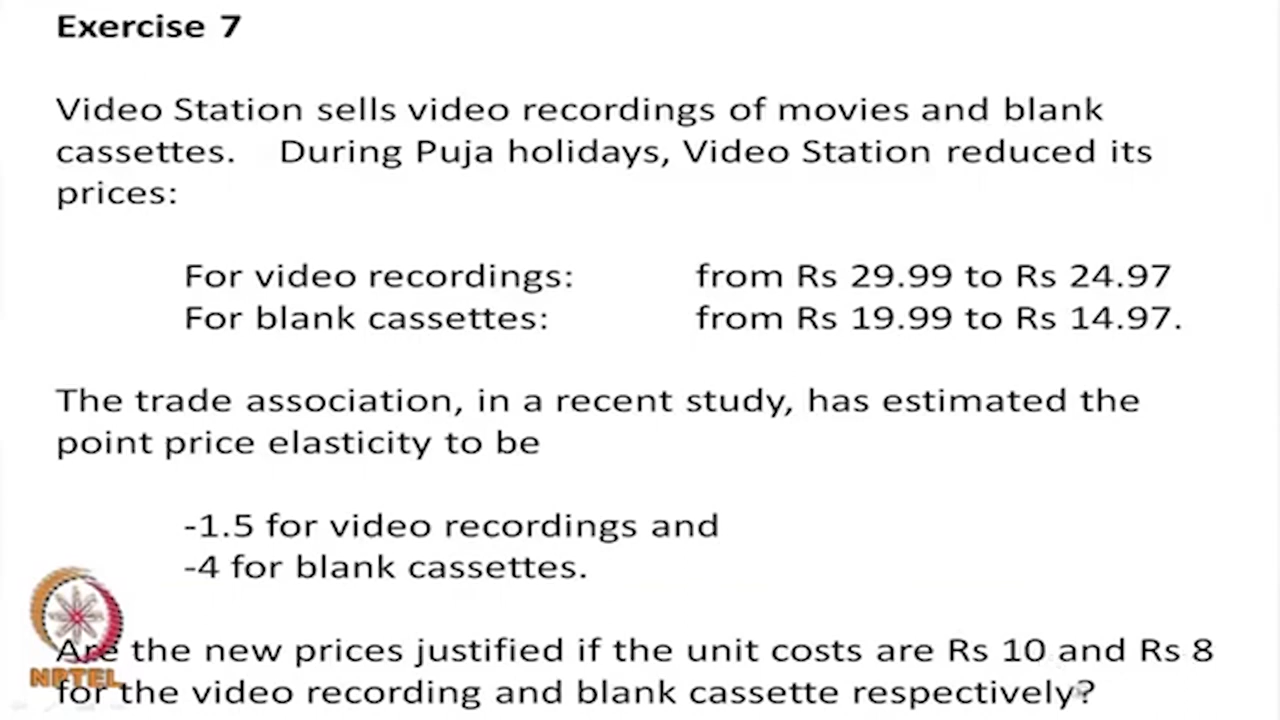 Exercise 7
Video Station sells video recordings of movies and blank
cassettes. During Puja holidays, Video Station reduced its
prices:
For video recordings: from Rs 29.99 to Rs 24.97
For blank cassettes: from Rs 19.99 to Rs 14.97.
The trade association, in a recent study, has estimated the
point price elasticity to be
-1.5 for video recordings and
-4 for blank cassettes.
Are the new prices justified if the unit costs are Rs 10 and Rs 8
for the video recording and blank cassette respectively?
NPTEL